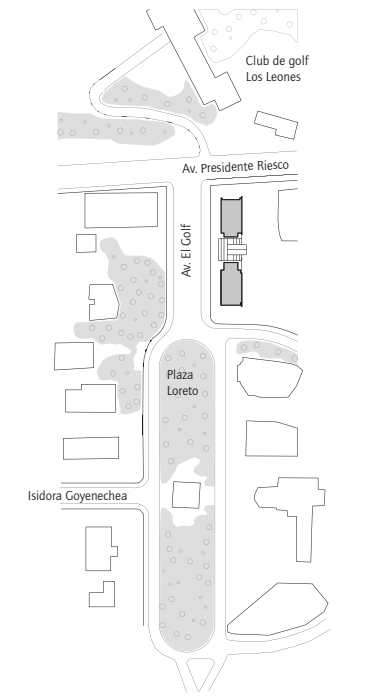 Club de golf
Los Leones
Av. Presidente Riesco
Av. El Golf
Plaza
Loreto
Isidora Goyenechea